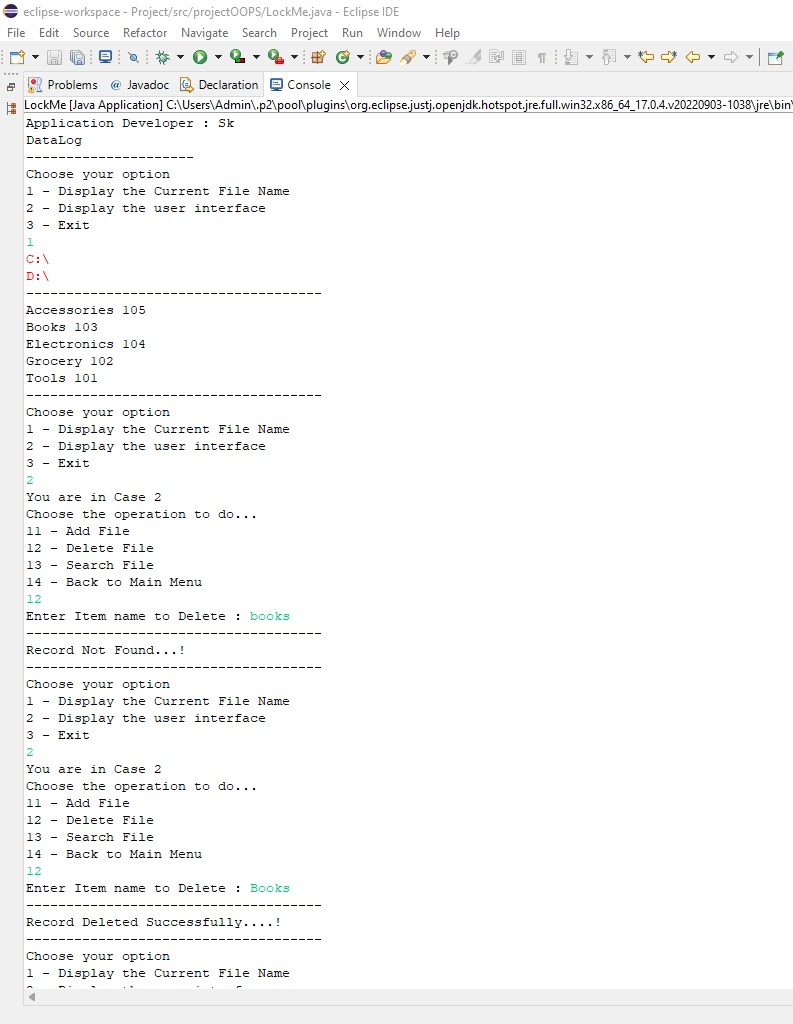 eclipse-workspace - Project/src/projectOOPS/LockMe.java - Eclipse IDE
File Edit Source Refactor Navigate Search Project Run Window Help
Problems @ Javadoc Declaration Console
LockMe [Java Application] C:\Users\Admin\.p2\pool\plugins\org.eclipse.justj.openjdk.hotspot.jre.full.win32.x86_64_17.0.4.v20220903-1038\jre\bin\
Application Developer : Sk
DataLog
---------------------
Choose your option
1 - Display the Current File Name
2 - Display the user interface
3 - Exit
1
C:\
D:\
-------------------------------------
Accessories 105
Books 103
Electronics 104
Grocery 102
Tools 101
-------------------------------------
Choose your option
1 - Display the Current File Name
2 - Display the user interface
3 - Exit
2
You are in Case 2
Choose the operation to do...
11 - Add File
12 - Delete File
13 - Search File
14 - Back to Main Menu
12
Enter Item name to Delete : books
-------------------------------------
Record Not Found...!
-------------------------------------
Choose your option
1 - Display the Current File Name
2 - Display the user interface
3 - Exit
2
You are in Case 2
Choose the operation to do...
11 - Add File
12 - Delete File
13 - Search File
14 - Back to Main Menu
12
Enter Item name to Delete : Books
-------------------------------------
Record Deleted Successfully....!
-------------------------------------
Choose your option
1 - Display the Current File Name